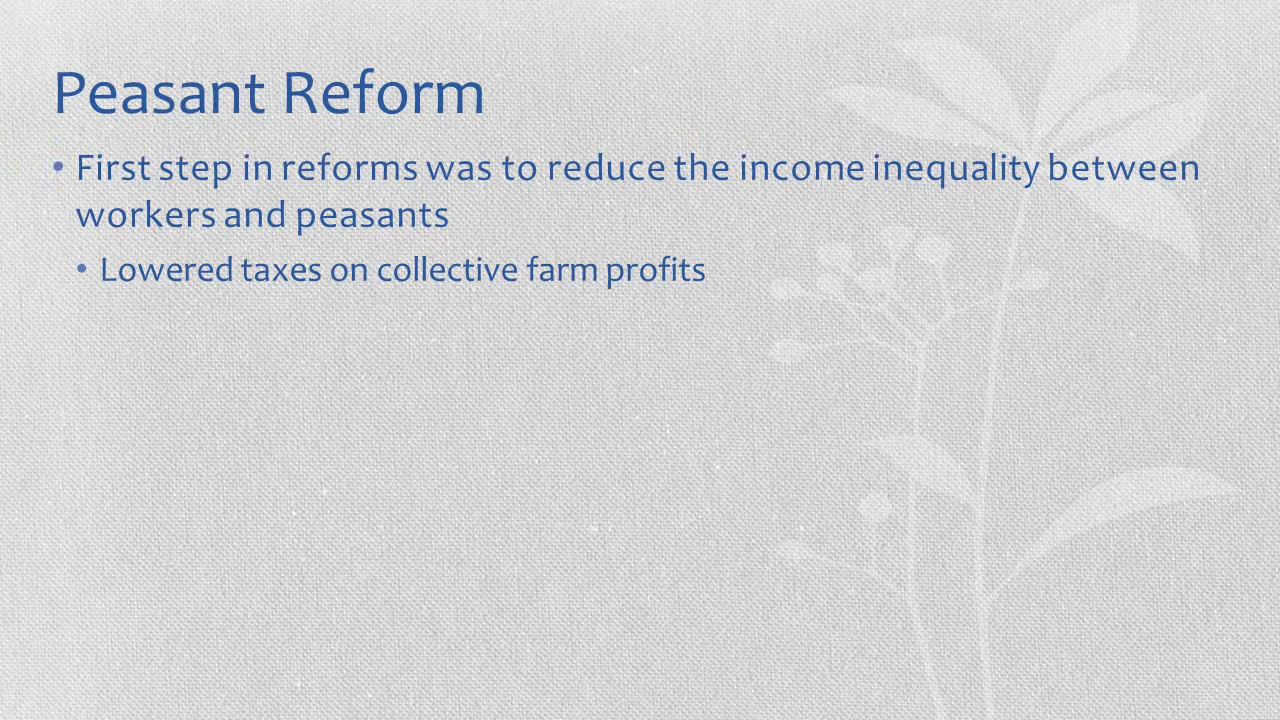 Peasant Reform
• First step in reforms was to reduce the income inequality between
workers and peasants
• Lowered taxes on collective farm profits